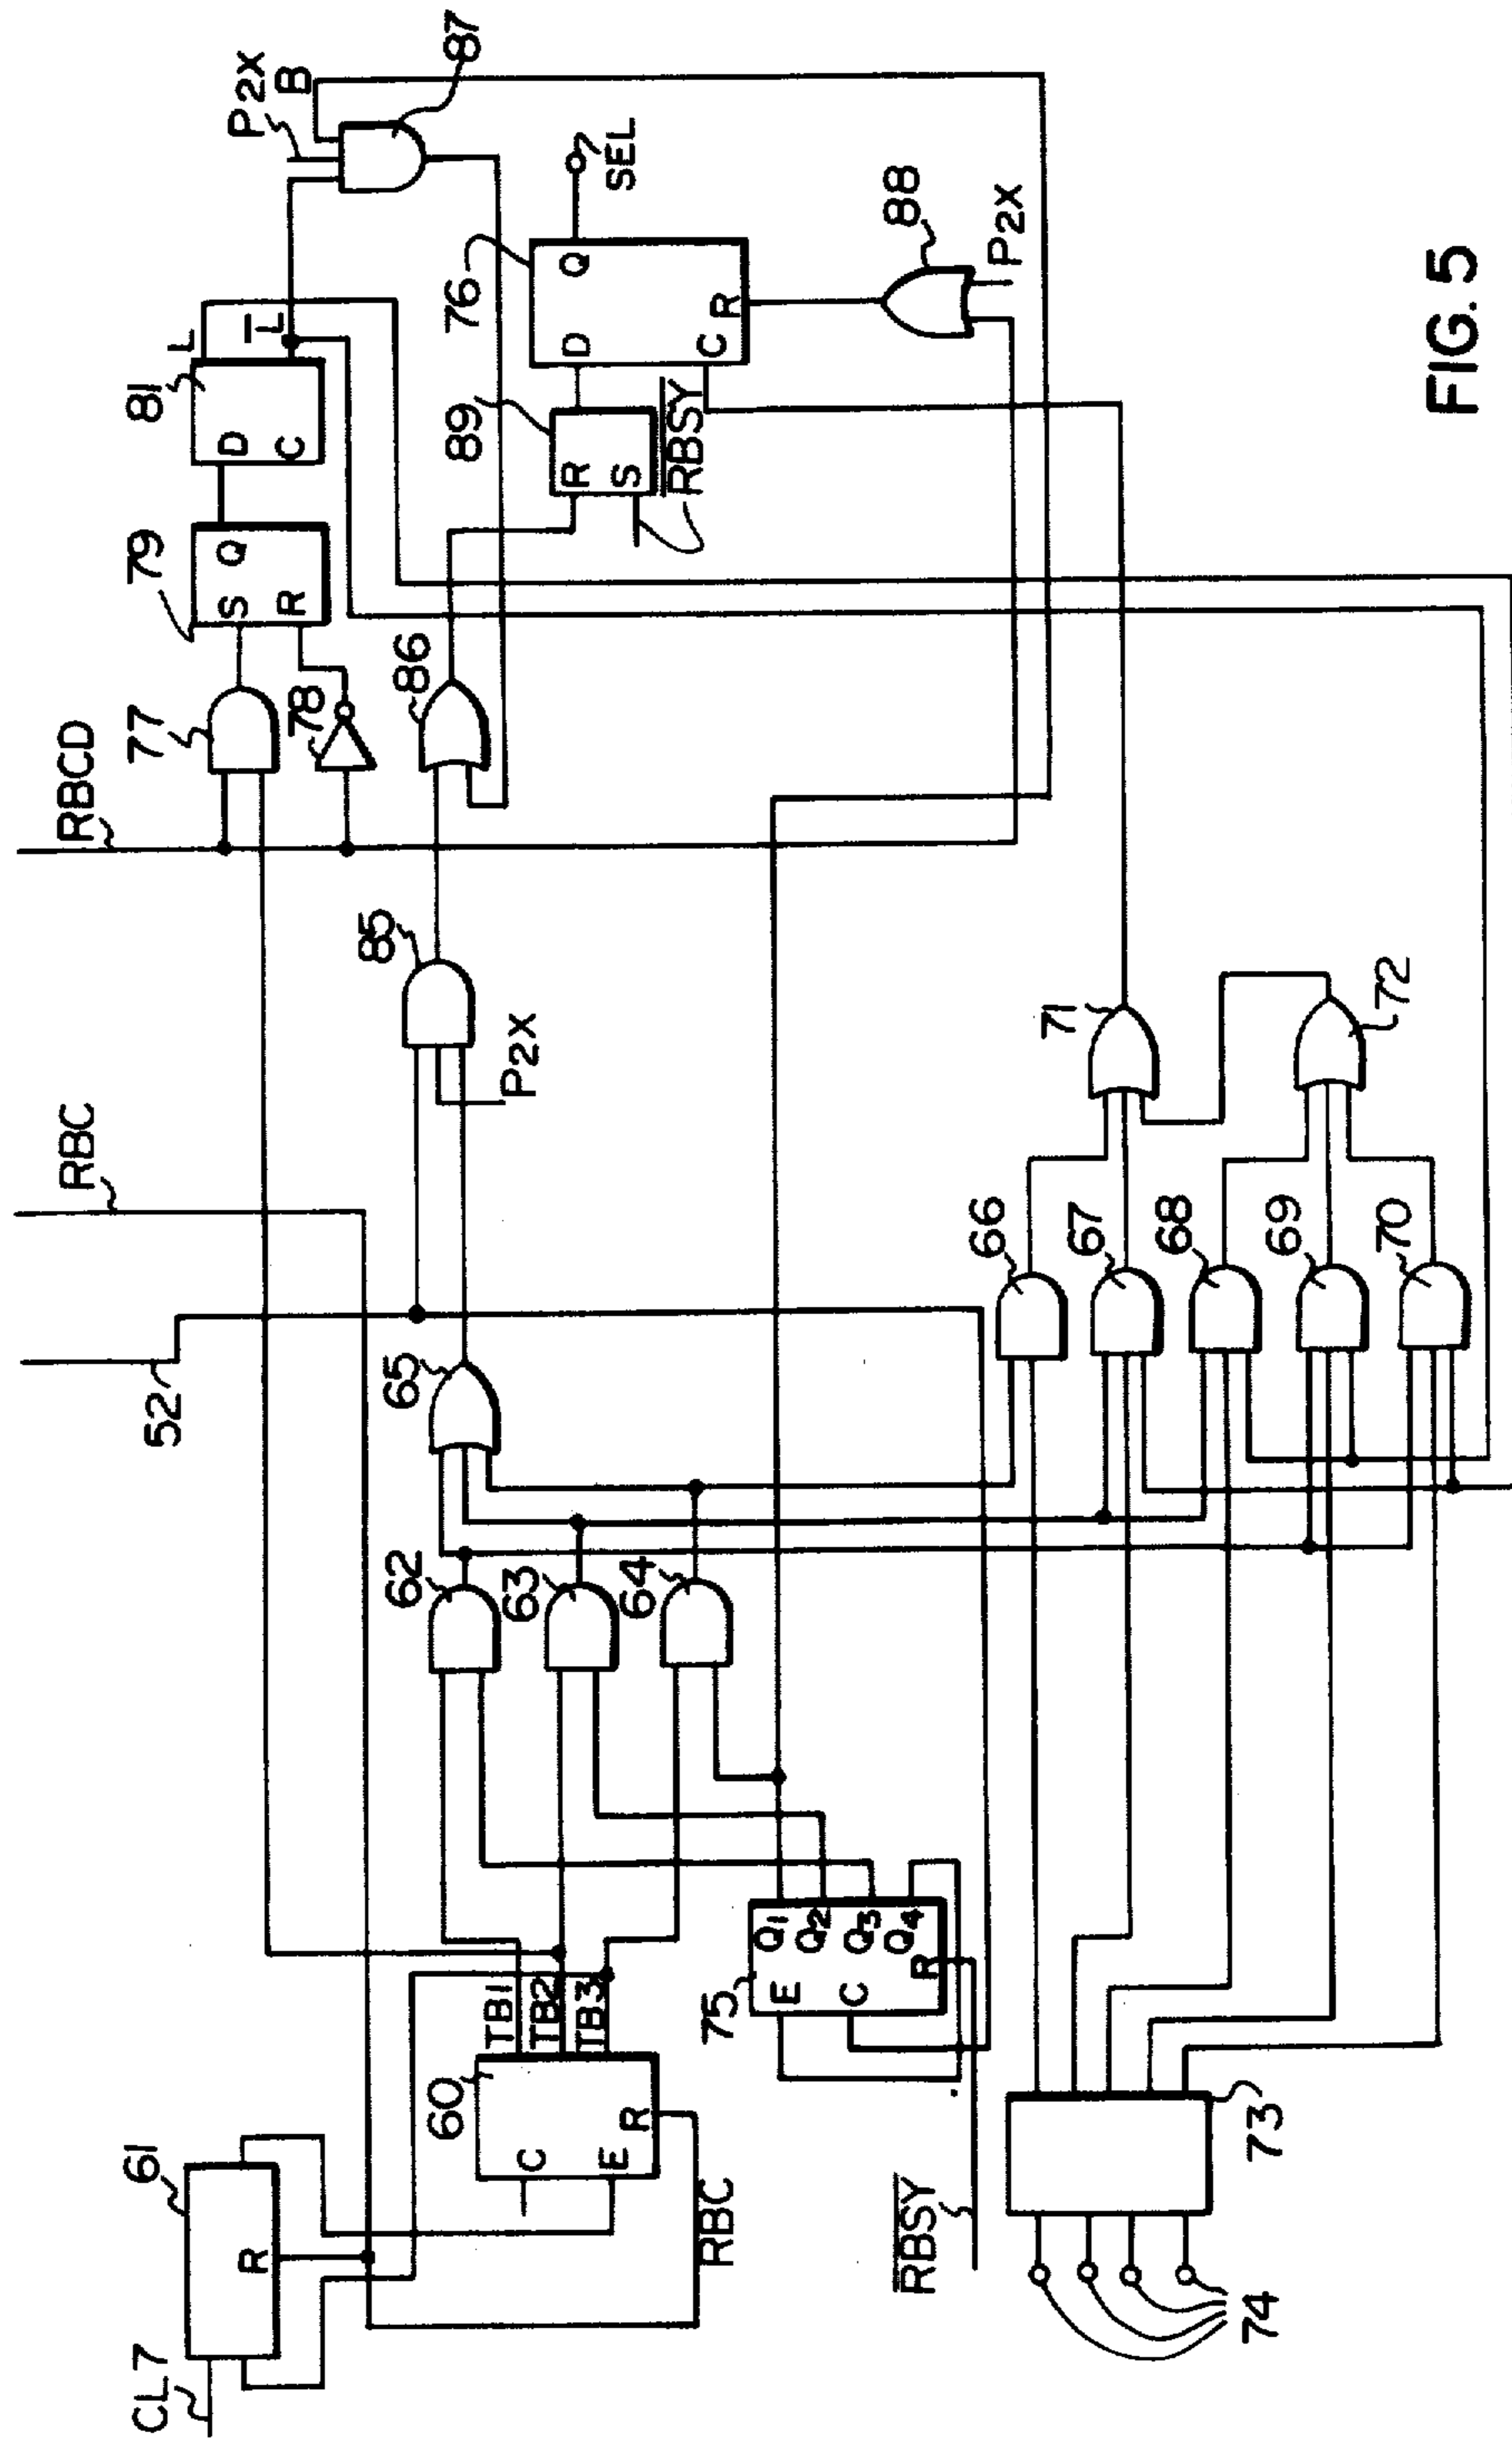 CL7
61
R
60
C
E
R
TB1
TB2
TB3
RBC
75
E
C
R
Q1
Q2
Q3
Q4
RBSY
73
74
52
RBC
RBCD
62
63
64
65
66
67
68
69
70
71
72
85
P2X
86
77
78
79
S
Q
R
81
D
C
L
L
P2X
B
87
89
R
S
RBSY
76
D
Q
C
R
SEL
88
P2X
FIG. 5